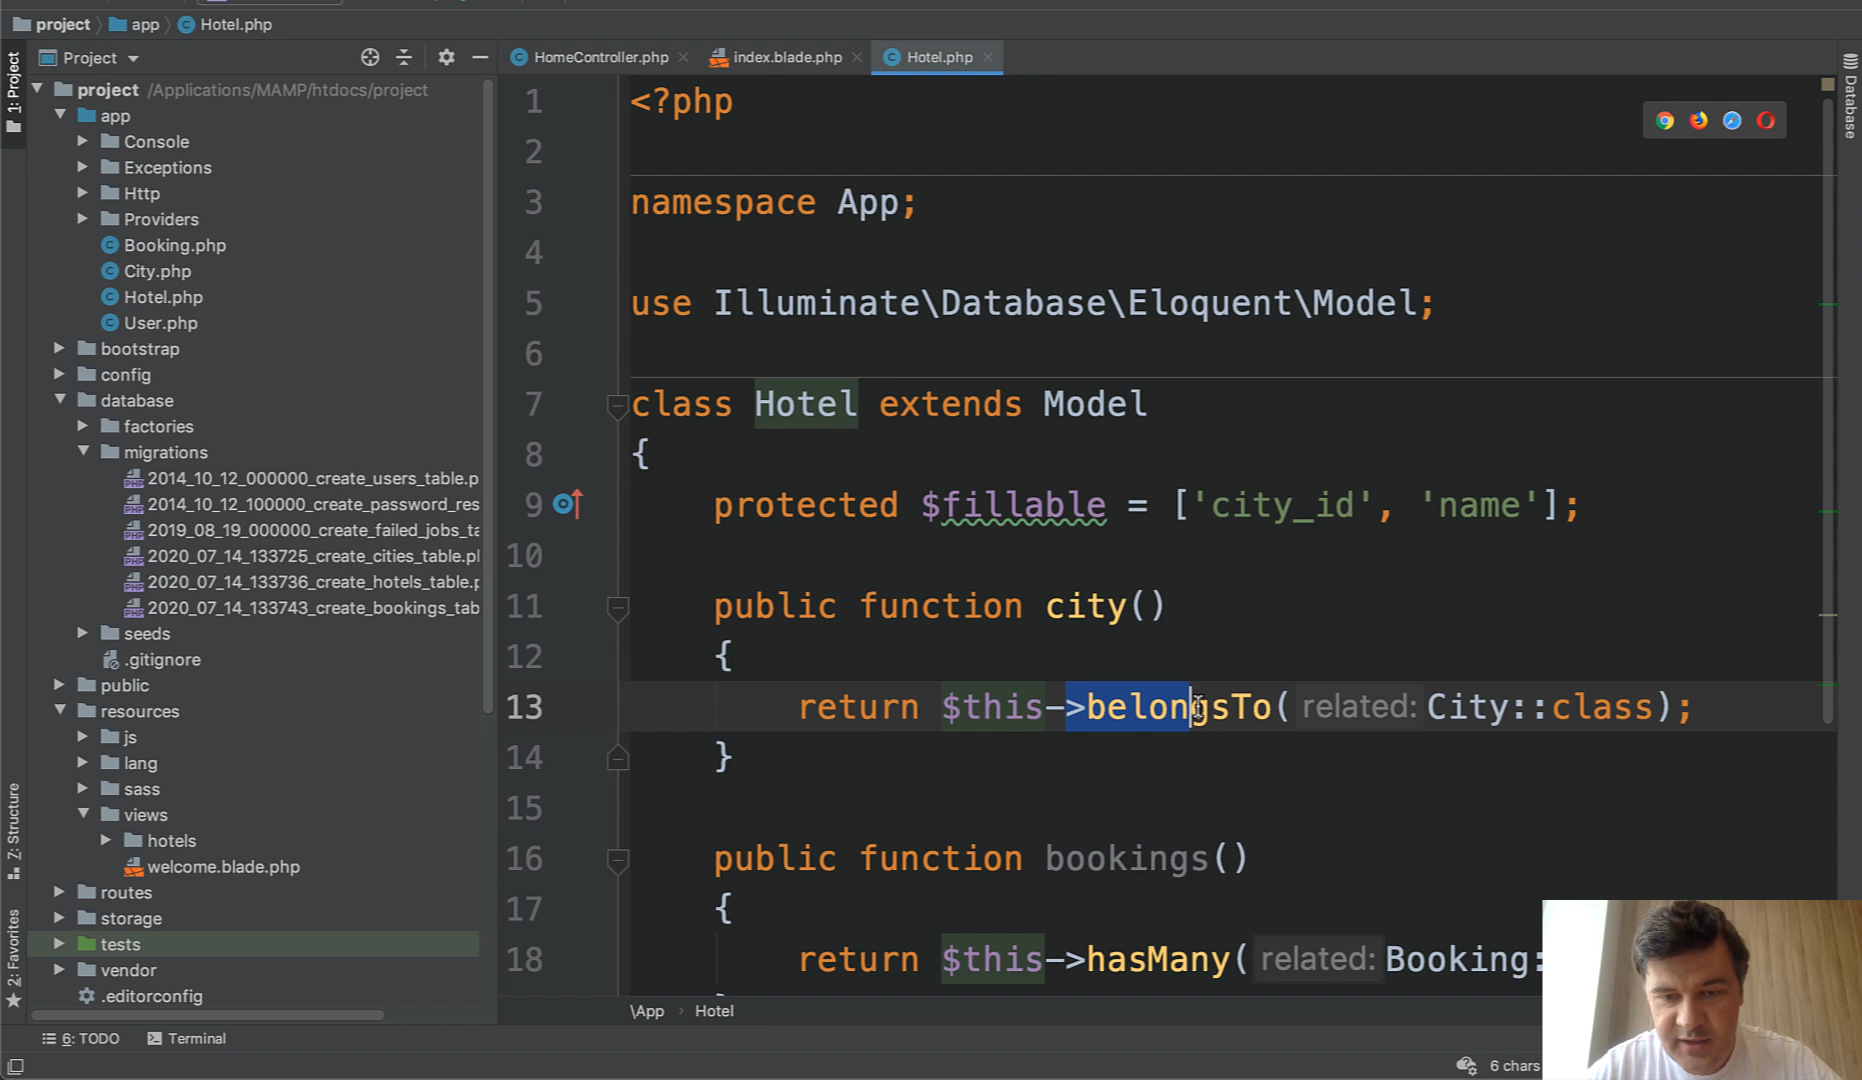 project app Hotel.php
Project
HomeController.php index.blade.php Hotel.php
1: Project
Database
project /Applications/MAMP/htdocs/project
app
Console
Exceptions
Http
Providers
Booking.php
City.php
Hotel.php
User.php
bootstrap
config
database
factories
migrations
2014_10_12_000000_create_users_table.p
2014_10_12_100000_create_password_res
2019_08_19_000000_create_failed_jobs_ta
2020_07_14_133725_create_cities_table.pl
2020_07_14_133736_create_hotels_table.p
2020_07_14_133743_create_bookings_tab
seeds
.gitignore
public
resources
js
lang
sass
views
hotels
welcome.blade.php
routes
storage
tests
vendor
.editorconfig
Z: Structure
2: Favorites
1 <?php
2
3 namespace App;
4
5 use Illuminate\Database\Eloquent\Model;
6
7 class Hotel extends Model
8 {
9 protected $fillable = ['city_id', 'name'];
10
11 public function city()
12 {
13 return $this->belongsTo( related: City::class);
14 }
15
16 public function bookings()
17 {
18 return $this->hasMany( related: Booking:
\App › Hotel
6: TODO Terminal
6 chars